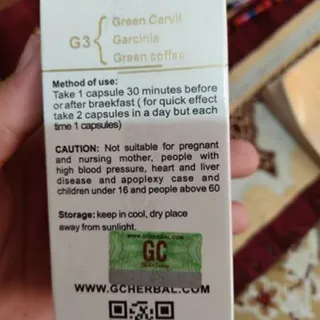 Green Carvil
G3
Garcinia
Green coffee
Method of use:
Take 1 capsule 30 minutes before
or after breakfast ( for quick effect
take 2 capsules in a day but each
time 1 capsules)
CAUTION: Not suitable for pregnant
and nursing mother, people with
high blood pressure, heart and liver
disease and apoplexy case and
children under 16 and people above 60
Storage: keep in cool, dry place
away from sunlight.
GC
WWW.GCHERBAL.COM